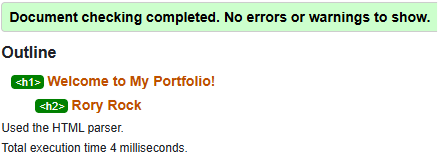 Document checking completed. No errors or warnings to show.
Outline
<h1> Welcome to My Portfolio!
<h2> Rory Rock
Used the HTML parser.
Total execution time 4 milliseconds.